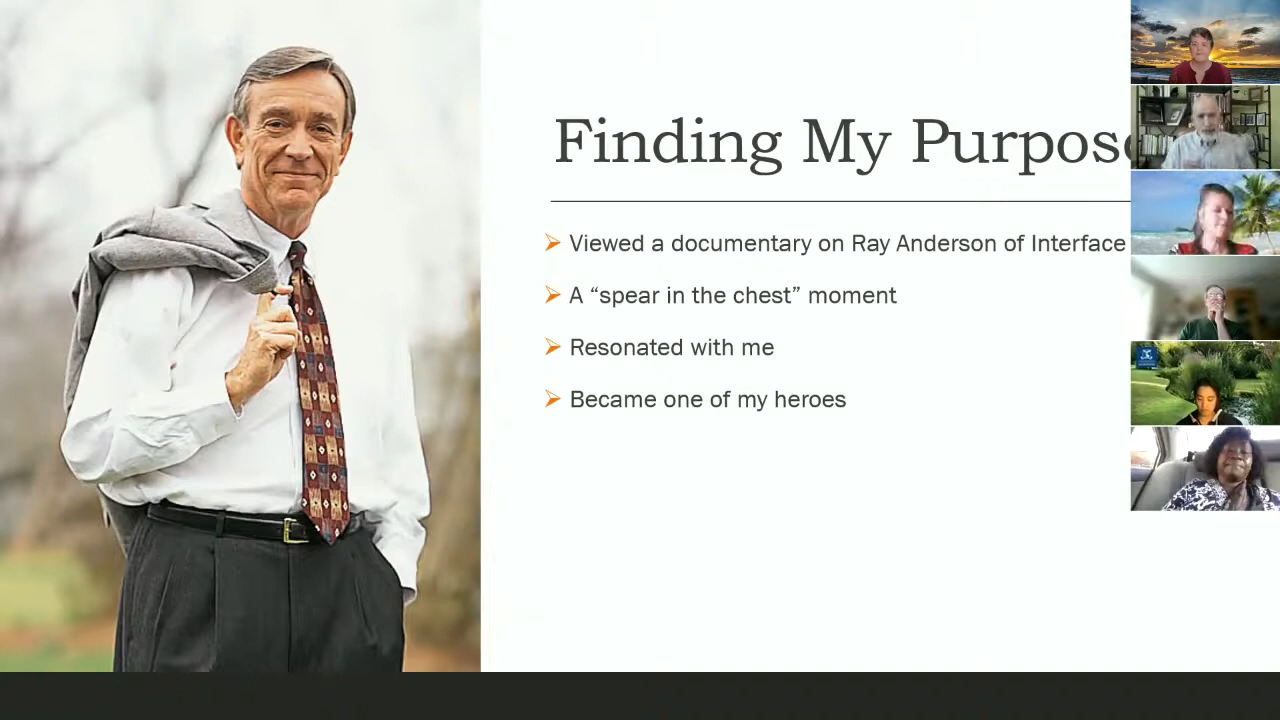 Finding My Purpose
Viewed a documentary on Ray Anderson of Interface
A “spear in the chest” moment
Resonated with me
Became one of my heroes